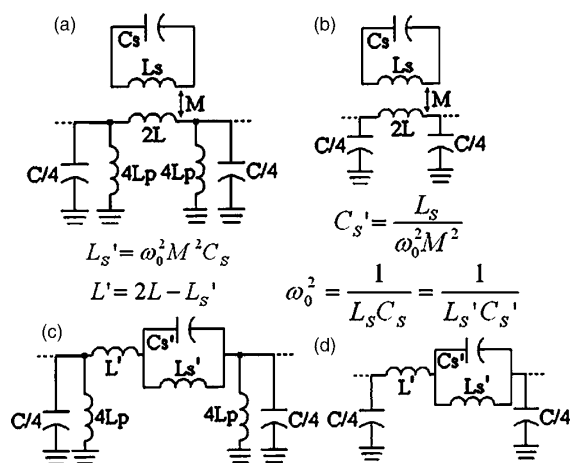 (a)
Cs
Ls
M
2L
C/4
4Lp
4Lp
C/4
(b)
Cs
Ls
M
2L
C/4
C/4
Ls' = ω0²M²Cs
L' = 2L − Ls'
Cs' = Ls / ω0²M²
ω0² = 1 / LsCs = 1 / Ls'Cs'
(c)
Cs'
L'
Ls'
C/4
4Lp
4Lp
C/4
(d)
Cs'
L'
Ls'
C/4
C/4